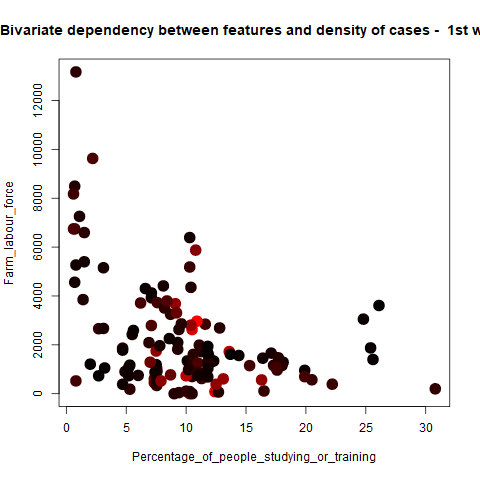 Bivariate dependency between features and density of cases -  1st w
12000
10000
8000
6000
4000
2000
0
Farm_labour_force
0 5 10 15 20 25 30
Percentage_of_people_studying_or_training